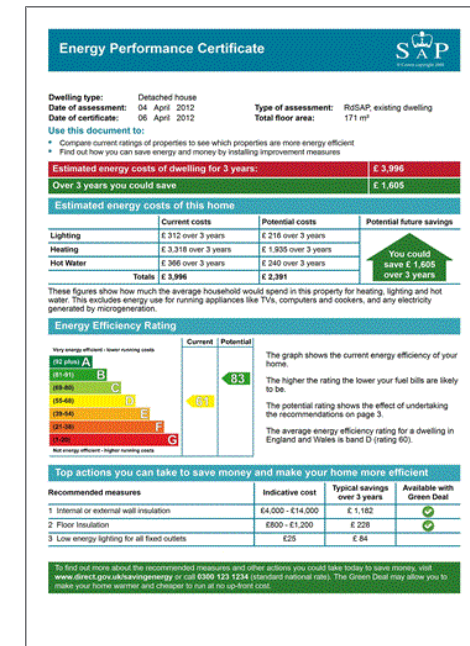 Energy Performance Certificate
SAP
Dwelling type: Detached house
Date of assessment: 04 April 2012 Type of assessment: RdSAP, existing dwelling
Date of certificate: 06 April 2012 Total floor area: 171 m²
Use this document to:
• Compare current ratings of properties to see which properties are more energy efficient
• Find out how you can save energy and money by installing improvement measures
Estimated energy costs of dwelling for 3 years: £ 3,996
Over 3 years you could save £ 1,605
Estimated energy costs of this home
Current costs Potential costs Potential future savings
Lighting £ 312 over 3 years £ 216 over 3 years
Heating £ 3,318 over 3 years £ 1,935 over 3 years
Hot Water £ 366 over 3 years £ 240 over 3 years
Totals £ 3,996 £ 2,391
You could
save £ 1,605
over 3 years
These figures show how much the average household would spend in this property for heating, lighting and hot
water. This excludes energy use for running appliances like TVs, computers and cookers, and any electricity
generated by microgeneration.
Energy Efficiency Rating
Current Potential
Very energy efficient - lower running costs
(92 plus) A
(81-91) B
(69-80) C
(55-68) D
(39-54) E
(21-38) F
(1-20) G
Not energy efficient - higher running costs
61
83
The graph shows the current energy efficiency of your
home.
The higher the rating the lower your fuel bills are likely
to be.
The potential rating shows the effect of undertaking
the recommendations on page 3.
The average energy efficiency rating for a dwelling in
England and Wales is band D (rating 60).
Top actions you can take to save money and make your home more efficient
Recommended measures Indicative cost Typical savings over 3 years Available with Green Deal
1 Internal or external wall insulation £4,000 - £14,000 £ 1,182
2 Floor Insulation £800 - £1,200 £ 228
3 Low energy lighting for all fixed outlets £25 £ 84
To find out more about the recommended measures and other actions you could take today to save money, visit
www.direct.gov.uk/savingenergy or call 0300 123 1234 (standard national rate). The Green Deal may allow you to
make your home warmer and cheaper to run at no up-front cost.